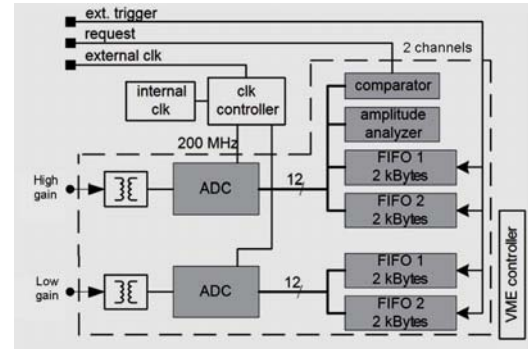 ext. trigger
request
external clk
2 channels
internal
clk
clk
controller
comparator
amplitude
analyzer
200 MHz
High
gain
ADC
12
FIFO 1
2 kBytes
FIFO 2
2 kBytes
Low
gain
ADC
12
FIFO 1
2 kBytes
FIFO 2
2 kBytes
VME controller